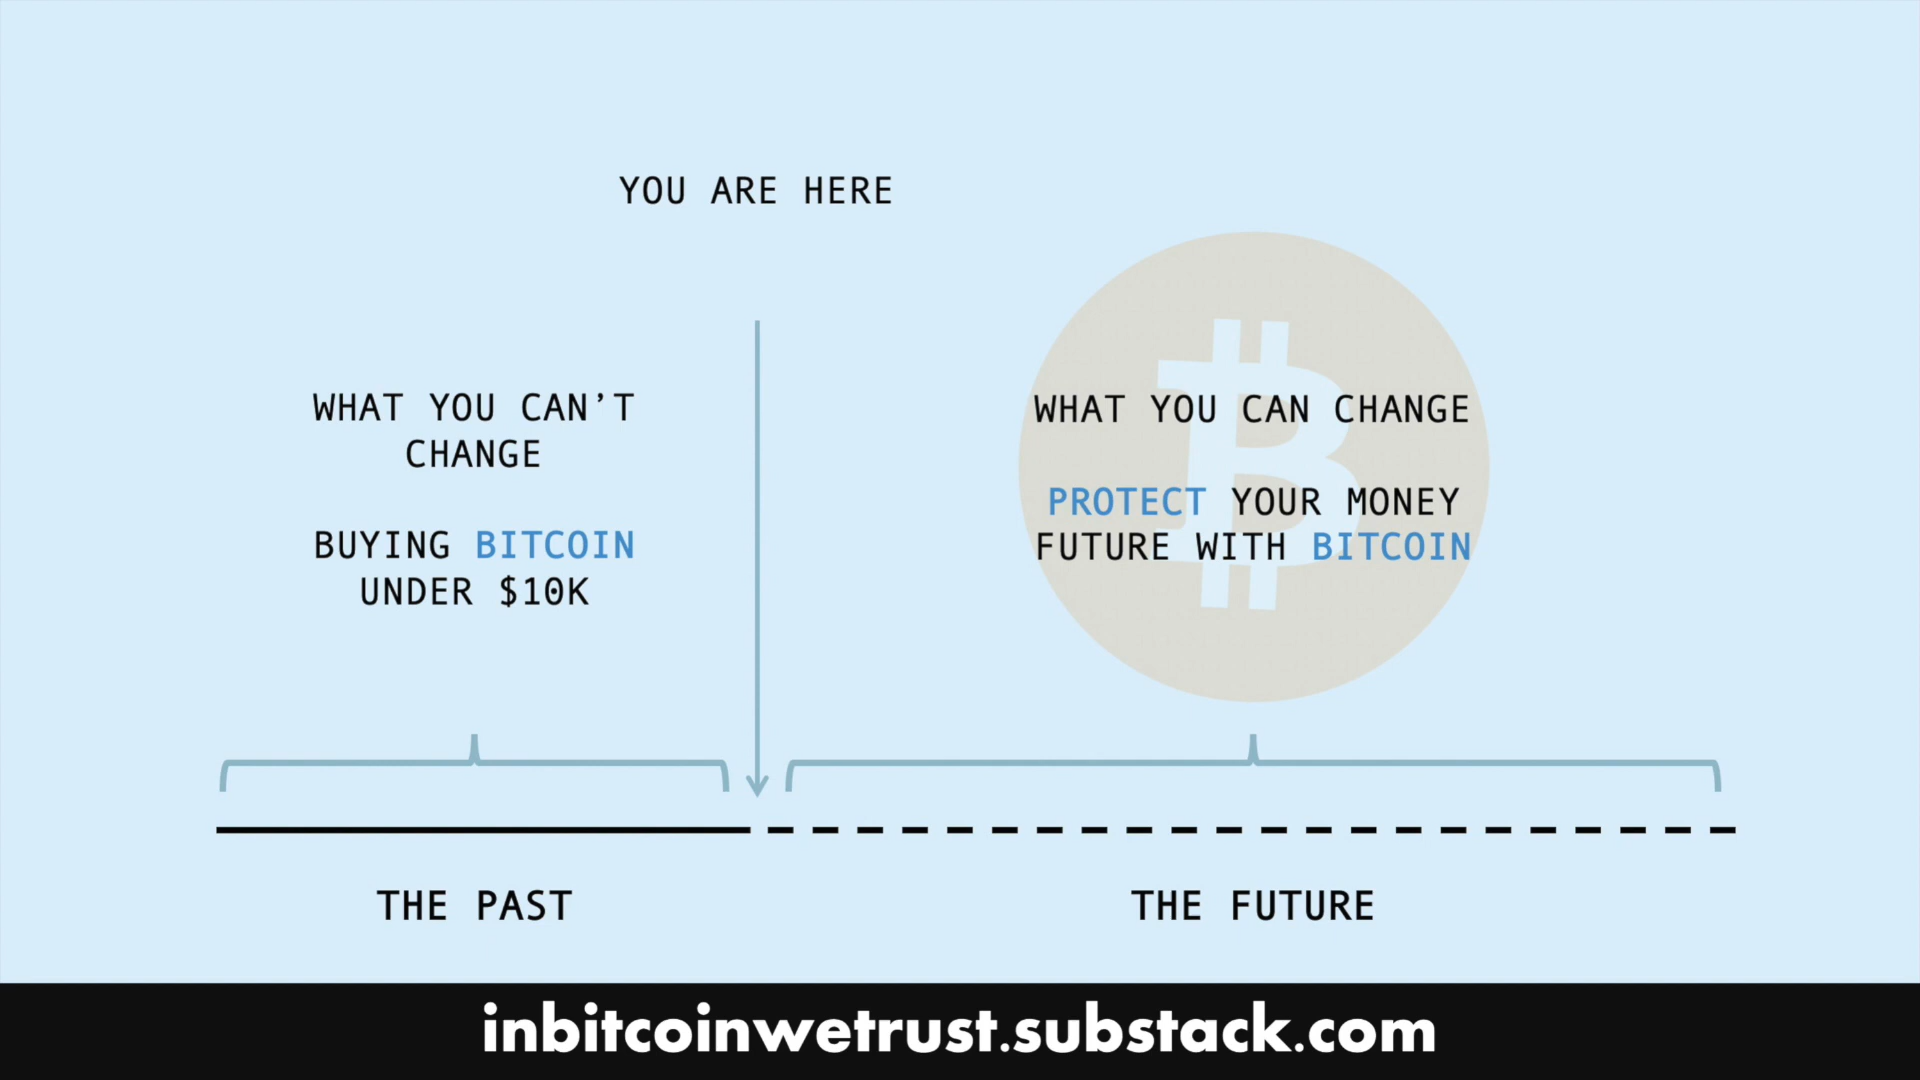 YOU ARE HERE
WHAT YOU CAN’T
CHANGE
BUYING BITCOIN
UNDER $10K
WHAT YOU CAN CHANGE
PROTECT YOUR MONEY
FUTURE WITH BITCOIN
THE PAST
THE FUTURE
inbitcoinwetrust.substack.com